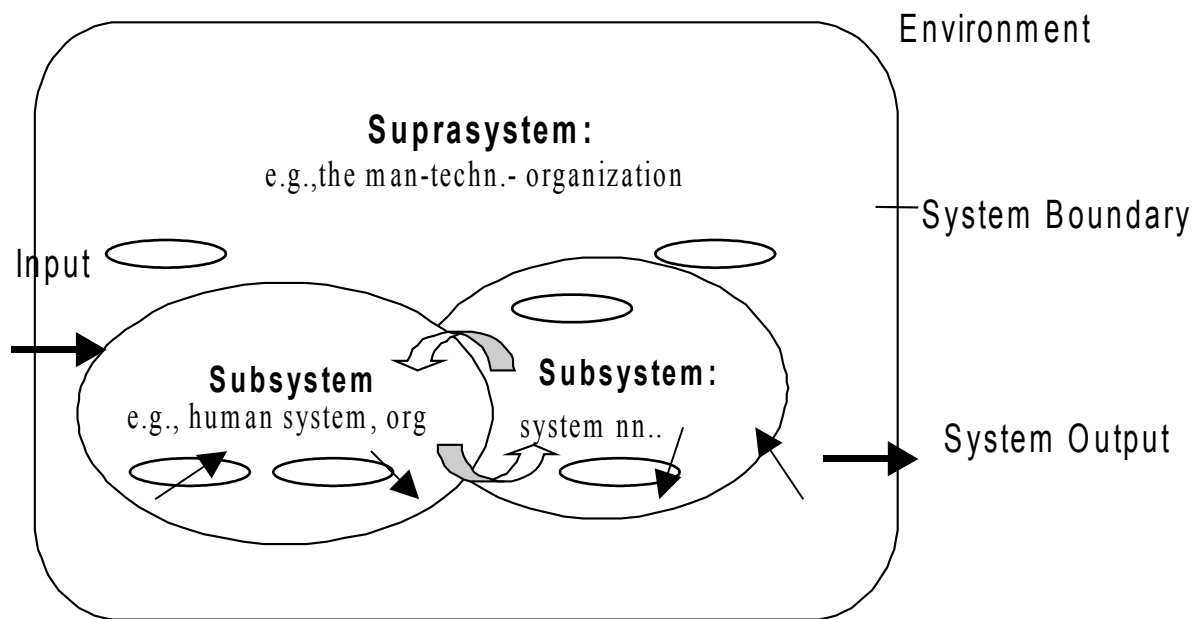 Environment
Suprasystem:
e.g.,the man-techn.- organization
System Boundary
Input
Subsystem
e.g., human system, org
Subsystem:
system nn..
System Output